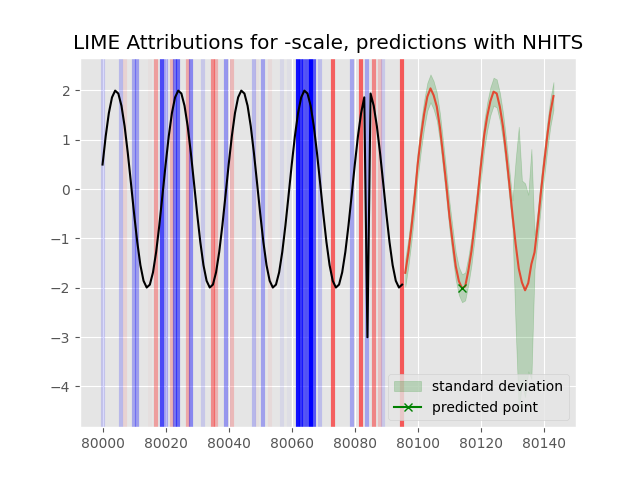 LIME Attributions for -scale, predictions with NHITS
2
1
0
−1
−2
−3
−4
standard deviation
predicted point
80000 80020 80040 80060 80080 80100 80120 80140